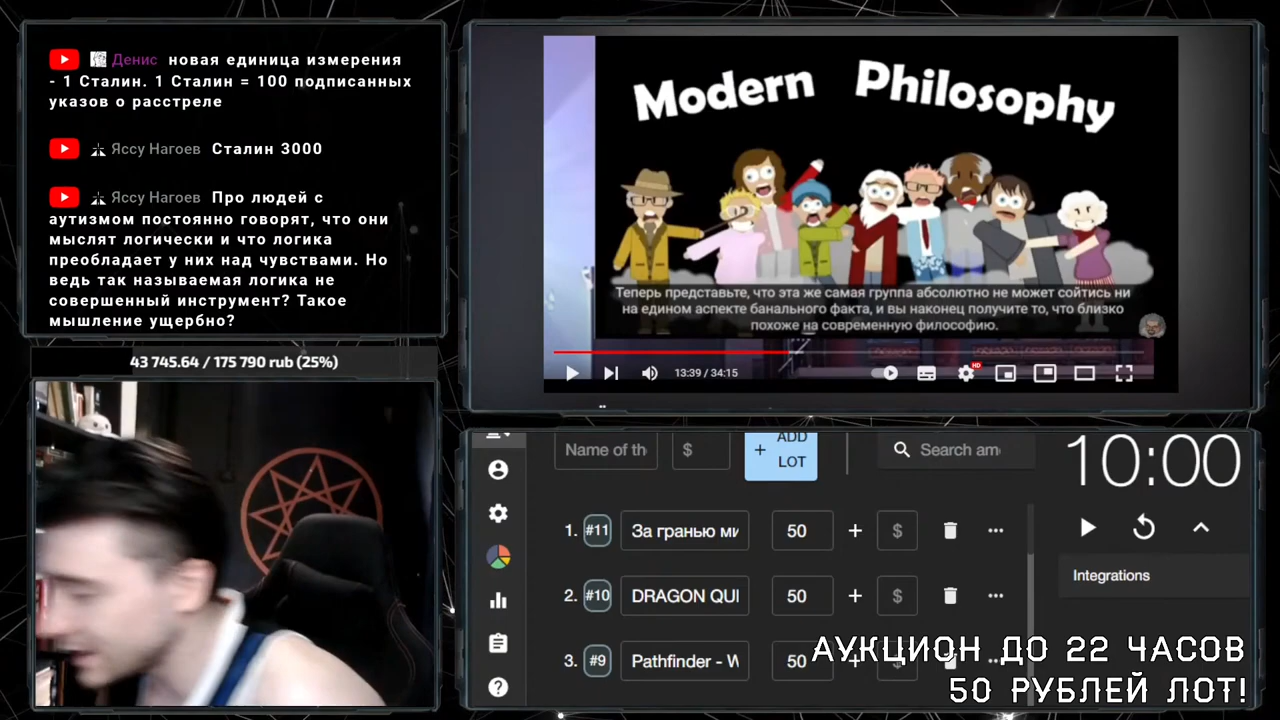 Денис новая единица измерения
- 1 Сталин. 1 Сталин = 100 подписанных
указов о расстреле
Яссу Нагоев Сталин 3000
Яссу Нагоев Про людей с
аутизмом постоянно говорят, что они
мыслят логически и что логика
преобладает у них над чувствами. Но
ведь так называемая логика не
совершенный инструмент? Такое
мышление ущербно?
43 745.64 / 175 790 rub (25%)
Modern Philosophy
Теперь представьте, что эта же самая группа абсолютно не может сойтись ни
на едином аспекте банального факта, и вы наконец получите то, что близко
похоже на современную философию.
13:39 / 34:15
HD
Name of th
$
+ ADD
LOT
Search am
10:00
1. #11 За гранью ми 50 + $
2. #10 DRAGON QUI 50 + $
3. #9 Pathfinder - W 50
Integrations
АУКЦИОН ДО 22 ЧАСОВ
50 РУБЛЕЙ ЛОТ!